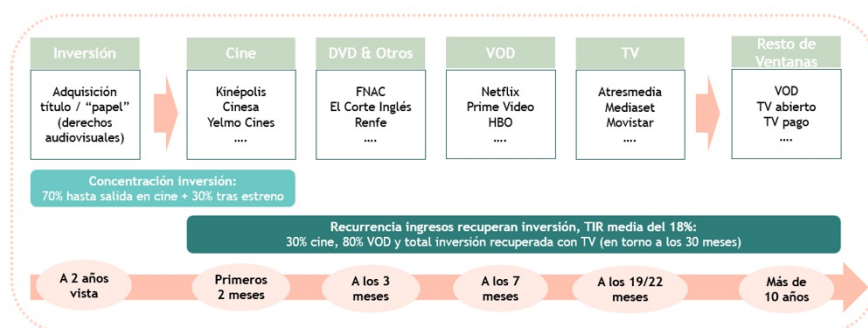 Inversión
Adquisición
título / “papel”
(derechos
audiovisuales)
Cine
Kinépolis
Cinesa
Yelmo Cines
....
DVD & Otros
FNAC
El Corte Inglés
Renfe
....
VOD
Netflix
Prime Video
HBO
....
TV
Atresmedia
Mediaset
Movistar
....
Resto de
Ventanas
VOD
TV abierto
TV pago
....
Concentración inversión:
70% hasta salida en cine + 30% tras estreno
Recurrencia ingresos recuperan inversión, TIR media del 18%:
30% cine, 80% VOD y total inversión recuperada con TV (en torno a los 30 meses)
A 2 años
vista
Primeros
2 meses
A los 3
meses
A los 7
meses
A los 19/22
meses
Más de
10 años